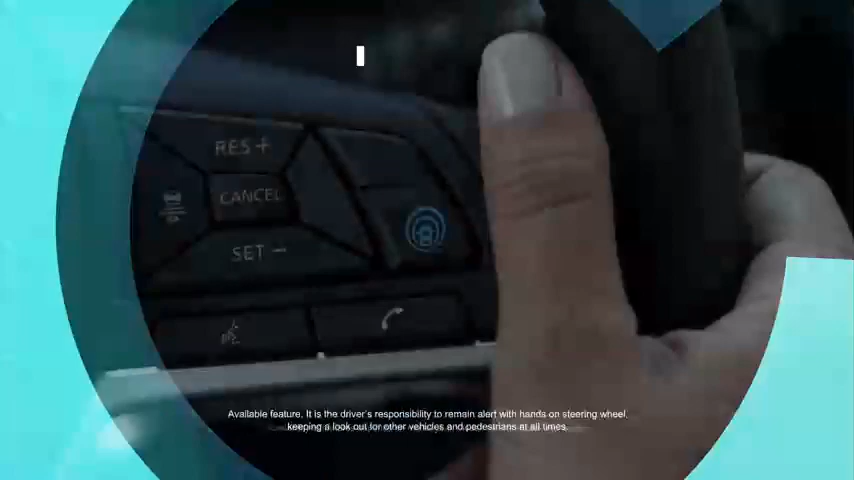 RES +
CANCEL
SET −
Available feature. It is the driver's responsibility to remain alert with hands on steering wheel,
keeping a look out for other vehicles and pedestrians at all times.